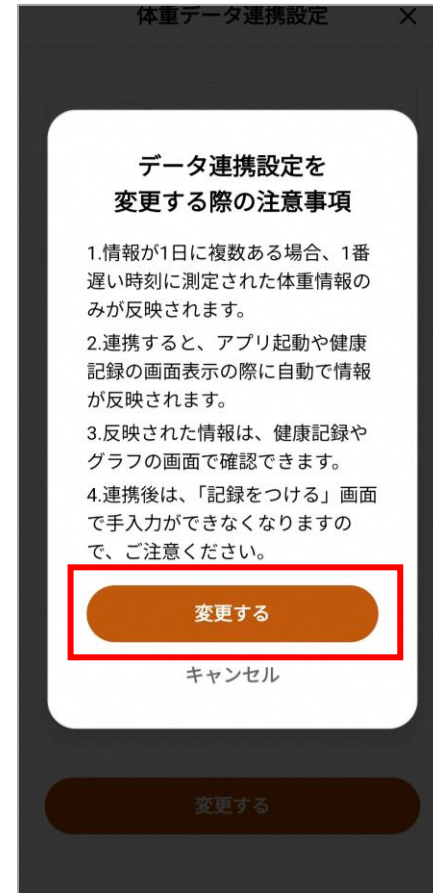 体重データ連携設定 ×
データ連携設定を
変更する際の注意事項
1.情報が1日に複数ある場合、1番
遅い時刻に測定された体重情報の
みが反映されます。
2.連携すると、アプリ起動や健康
記録の画面表示の際に自動で情報
が反映されます。
3.反映された情報は、健康記録や
グラフの画面で確認できます。
4.連携後は、「記録をつける」画面
で手入力ができなくなりますの
で、ご注意ください。
変更する
キャンセル
変更する